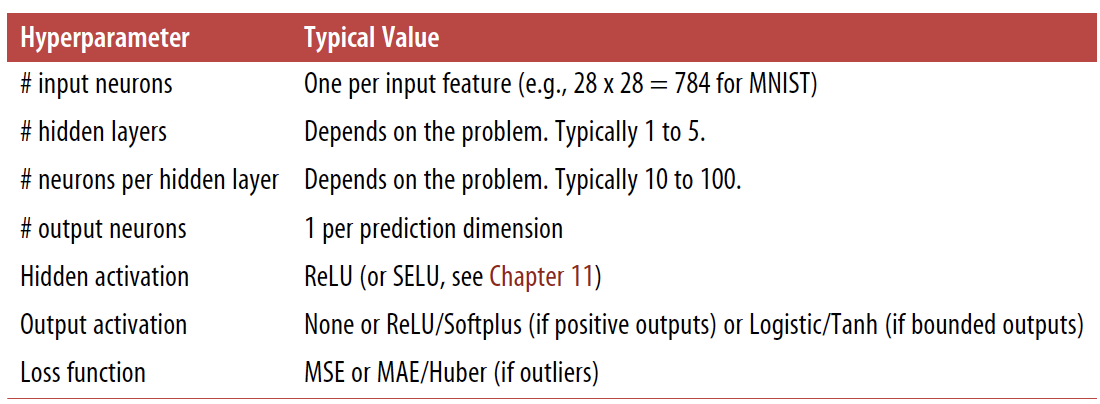 Hyperparameter Typical Value
# input neurons One per input feature (e.g., 28 x 28 = 784 for MNIST)
# hidden layers Depends on the problem. Typically 1 to 5.
# neurons per hidden layer Depends on the problem. Typically 10 to 100.
# output neurons 1 per prediction dimension
Hidden activation ReLU (or SELU, see Chapter 11)
Output activation None or ReLU/Softplus (if positive outputs) or Logistic/Tanh (if bounded outputs)
Loss function MSE or MAE/Huber (if outliers)